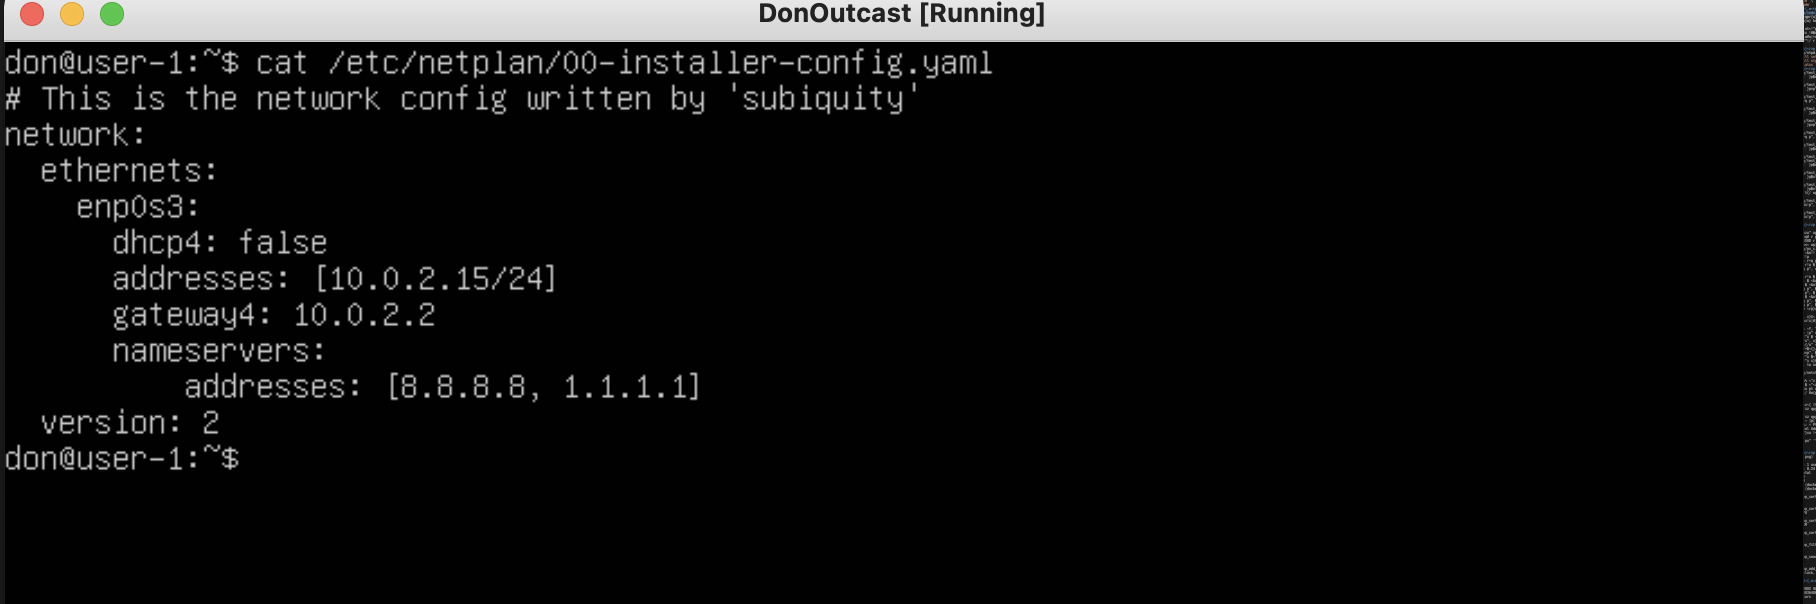 DonOutcast [Running]
don@user-1:~$ cat /etc/netplan/00-installer-config.yaml
# This is the network config written by 'subiquity'
network:
  ethernets:
    enp0s3:
      dhcp4: false
      addresses: [10.0.2.15/24]
      gateway4: 10.0.2.2
      nameservers:
          addresses: [8.8.8.8, 1.1.1.1]
  version: 2
don@user-1:~$